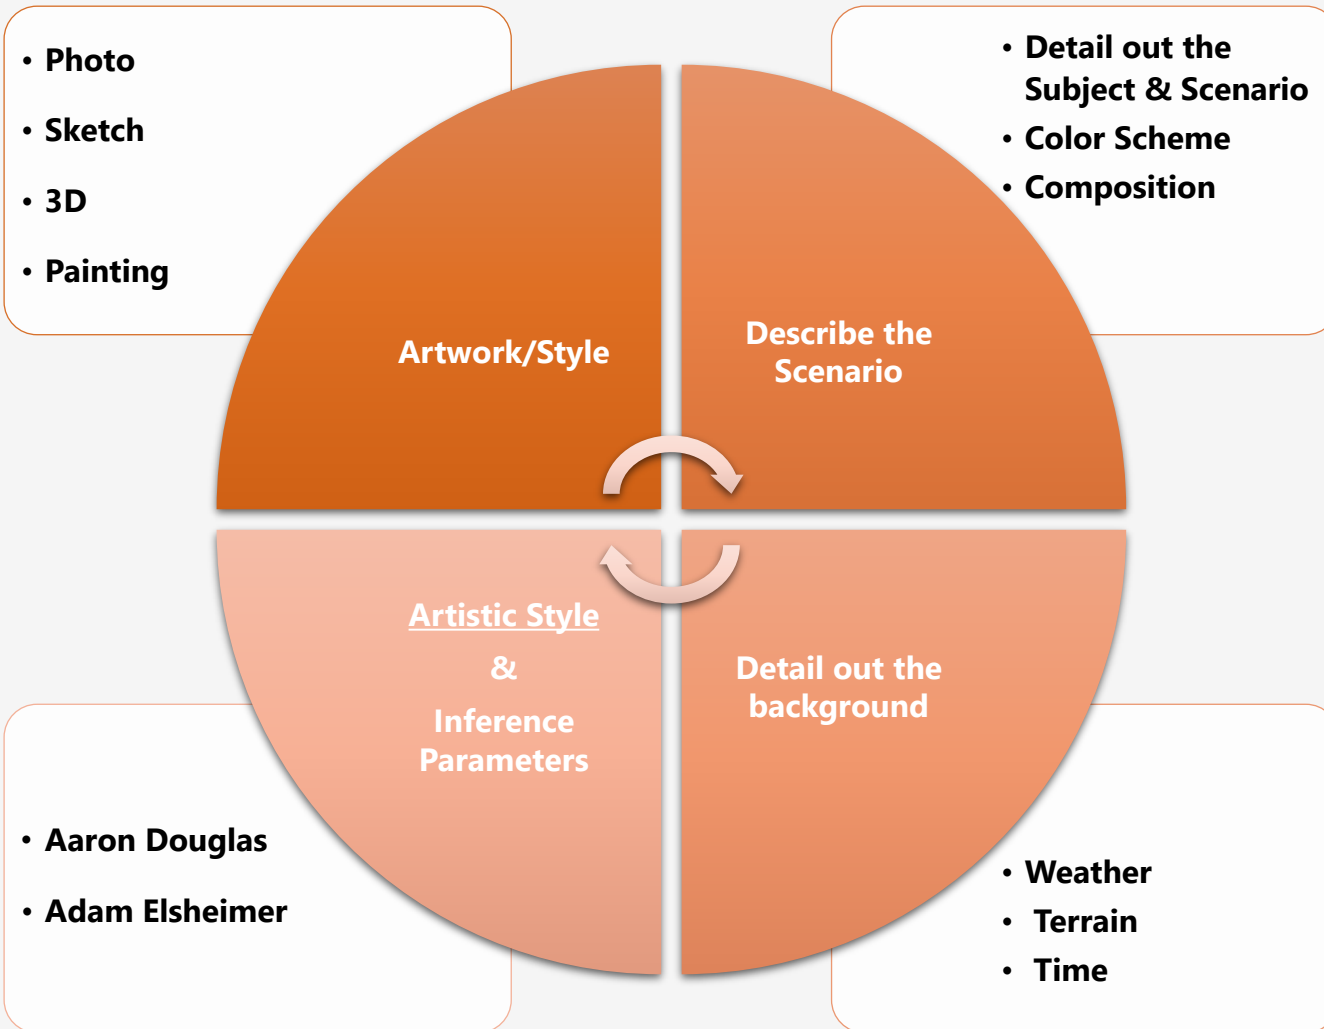 • Photo
• Sketch
• 3D
• Painting
• Detail out the
Subject & Scenario
• Color Scheme
• Composition
Artwork/Style
Describe the
Scenario
Artistic Style
&
Inference
Parameters
Detail out the
background
• Aaron Douglas
• Adam Elsheimer
• Weather
• Terrain
• Time